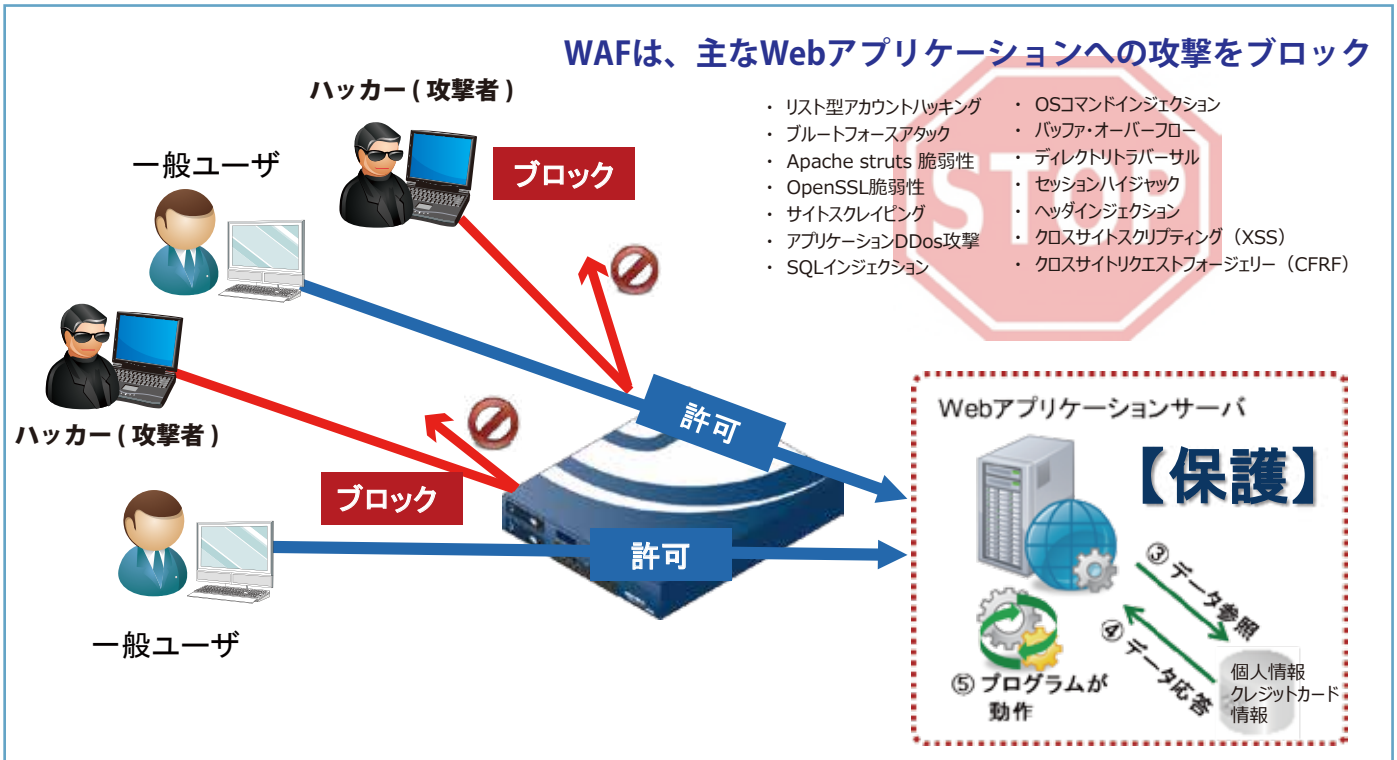 WAFは、主なWebアプリケーションへの攻撃をブロック
ハッカー ( 攻撃者 )
一般ユーザ
ブロック
・ リスト型アカウントハッキング
・ ブルートフォースアタック
・ Apache struts 脆弱性
・ OpenSSL脆弱性
・ サイトスクレイピング
・ アプリケーションDDos攻撃
・ SQLインジェクション
・ OSコマンドインジェクション
・ バッファ・オーバーフロー
・ ディレクトリトラバーサル
・ セッションハイジャック
・ ヘッダインジェクション
・ クロスサイトスクリプティング（XSS）
・ クロスサイトリクエストフォージェリー（CFRF）
STOP
ハッカー ( 攻撃者 )
ブロック
許可
許可
一般ユーザ
Webアプリケーションサーバ
【保護】
③ データ参照
④ データ応答
⑤ プログラムが
動作
個人情報
クレジットカード
情報